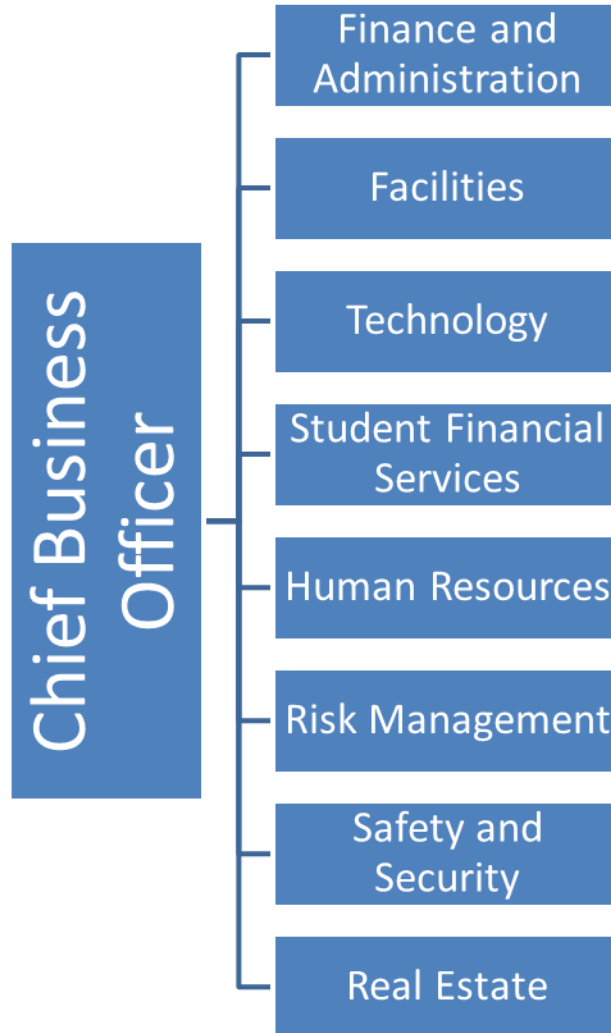 Chief Business
Officer
Finance and
Administration
Facilities
Technology
Student Financial
Services
Human Resources
Risk Management
Safety and
Security
Real Estate